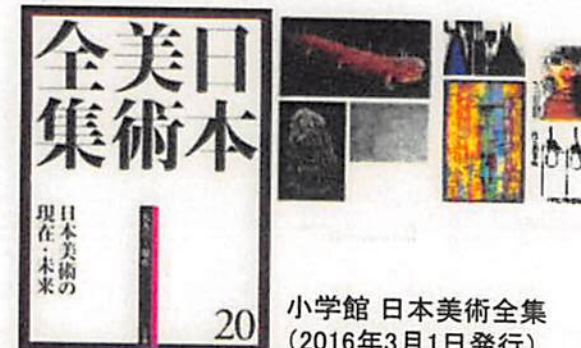 日本
美術
全集
日本美術の
現在・未来
20
小学館 日本美術全集
(2016年3月1日発行)